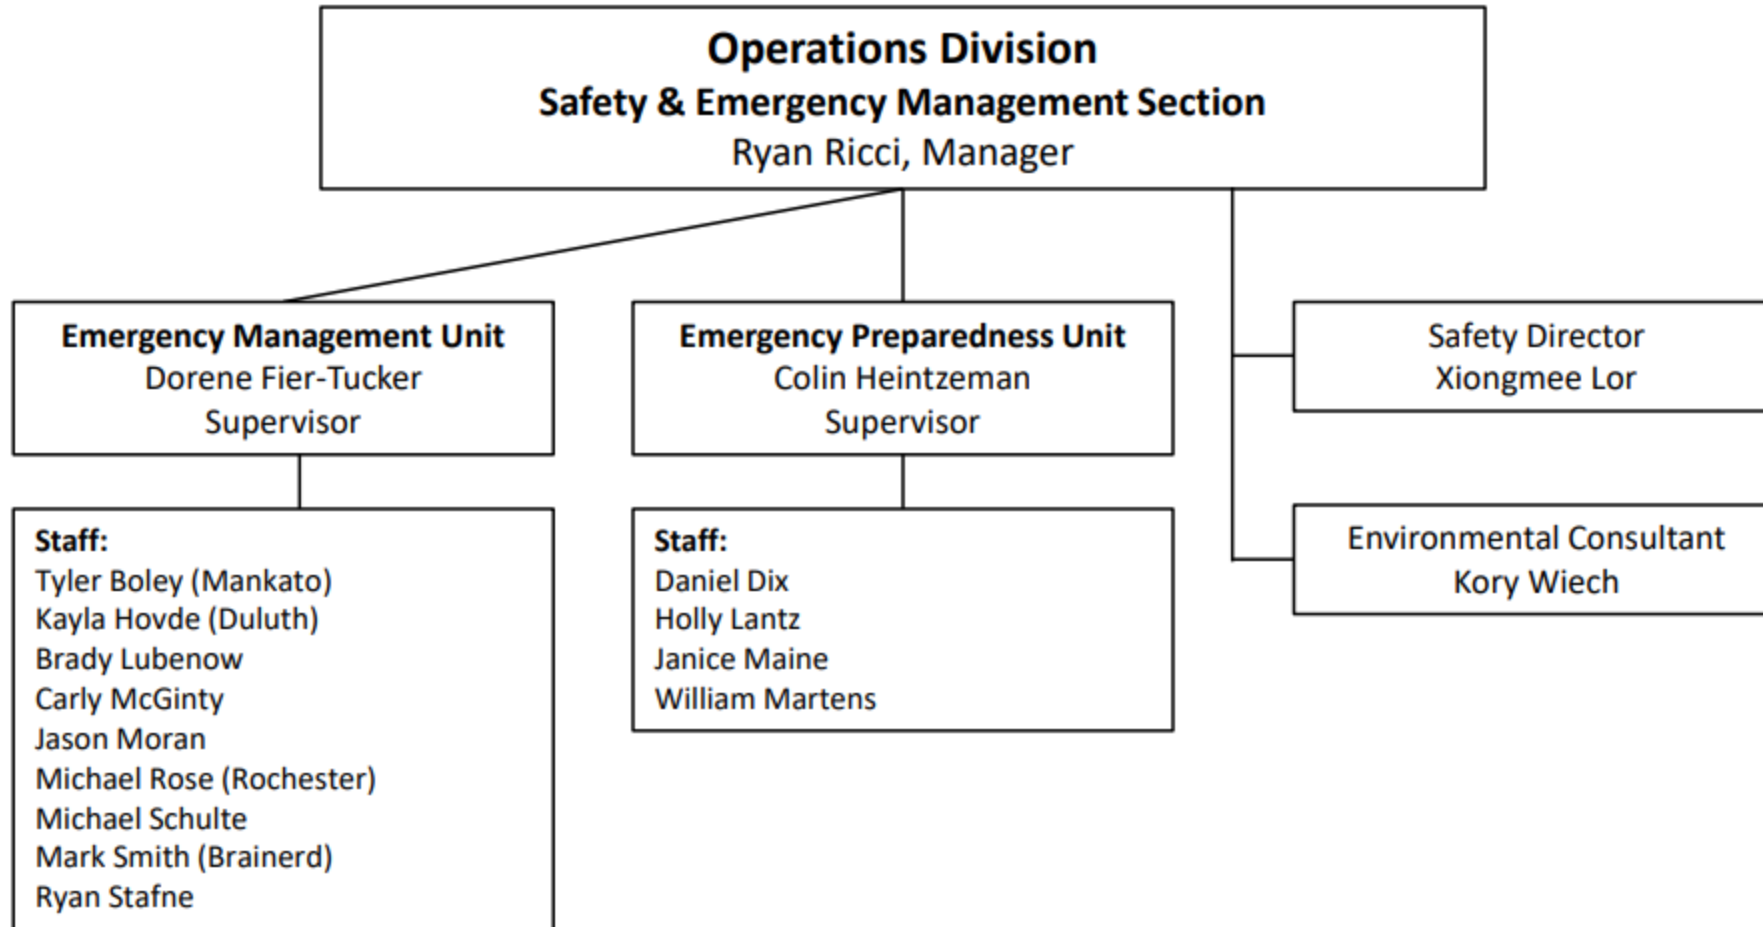 Operations Division
Safety & Emergency Management Section
Ryan Ricci, Manager
Emergency Management Unit
Dorene Fier-Tucker
Supervisor
Emergency Preparedness Unit
Colin Heintzeman
Supervisor
Safety Director
Xiongmee Lor
Environmental Consultant
Kory Wiech
Staff:
Tyler Boley (Mankato)
Kayla Hovde (Duluth)
Brady Lubenow
Carly McGinty
Jason Moran
Michael Rose (Rochester)
Michael Schulte
Mark Smith (Brainerd)
Ryan Stafne
Staff:
Daniel Dix
Holly Lantz
Janice Maine
William Martens